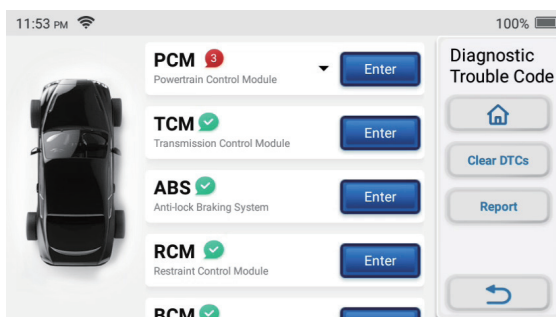 11:53 PM
100%
PCM 3
Powertrain Control Module
Enter
TCM
Transmission Control Module
Enter
ABS
Anti-lock Braking System
Enter
RCM
Restraint Control Module
Enter
BCM
Diagnostic
Trouble Code
Clear DTCs
Report